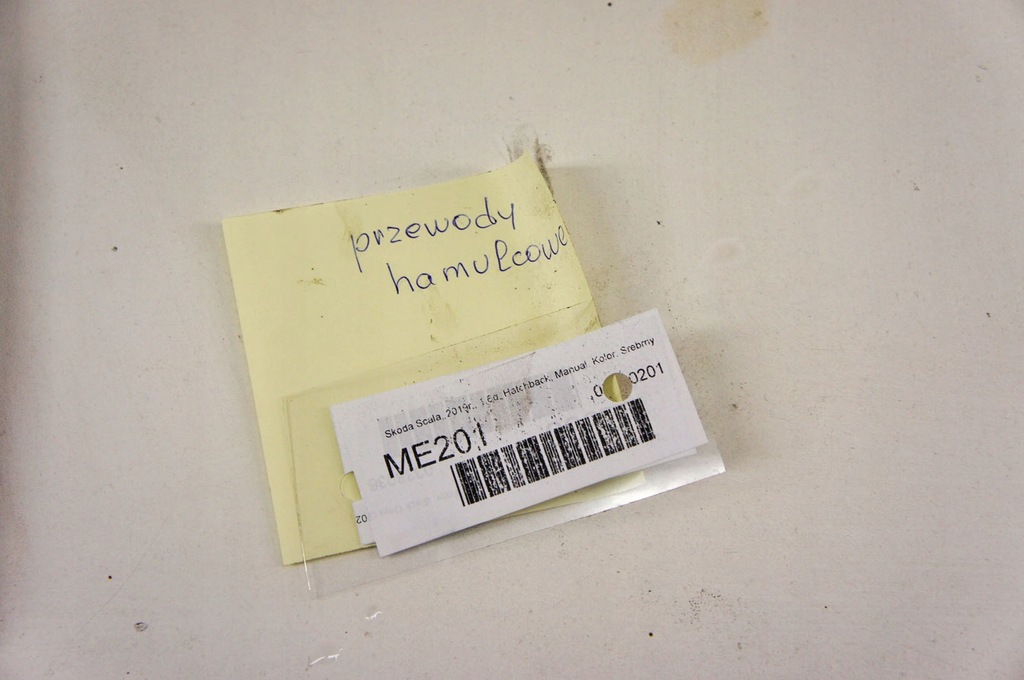 przewody
hamulcowe
Skoda Scala, 2019r., 1.6d, Hatchback, Manual, Kolor: Srebrny
ME201
0201